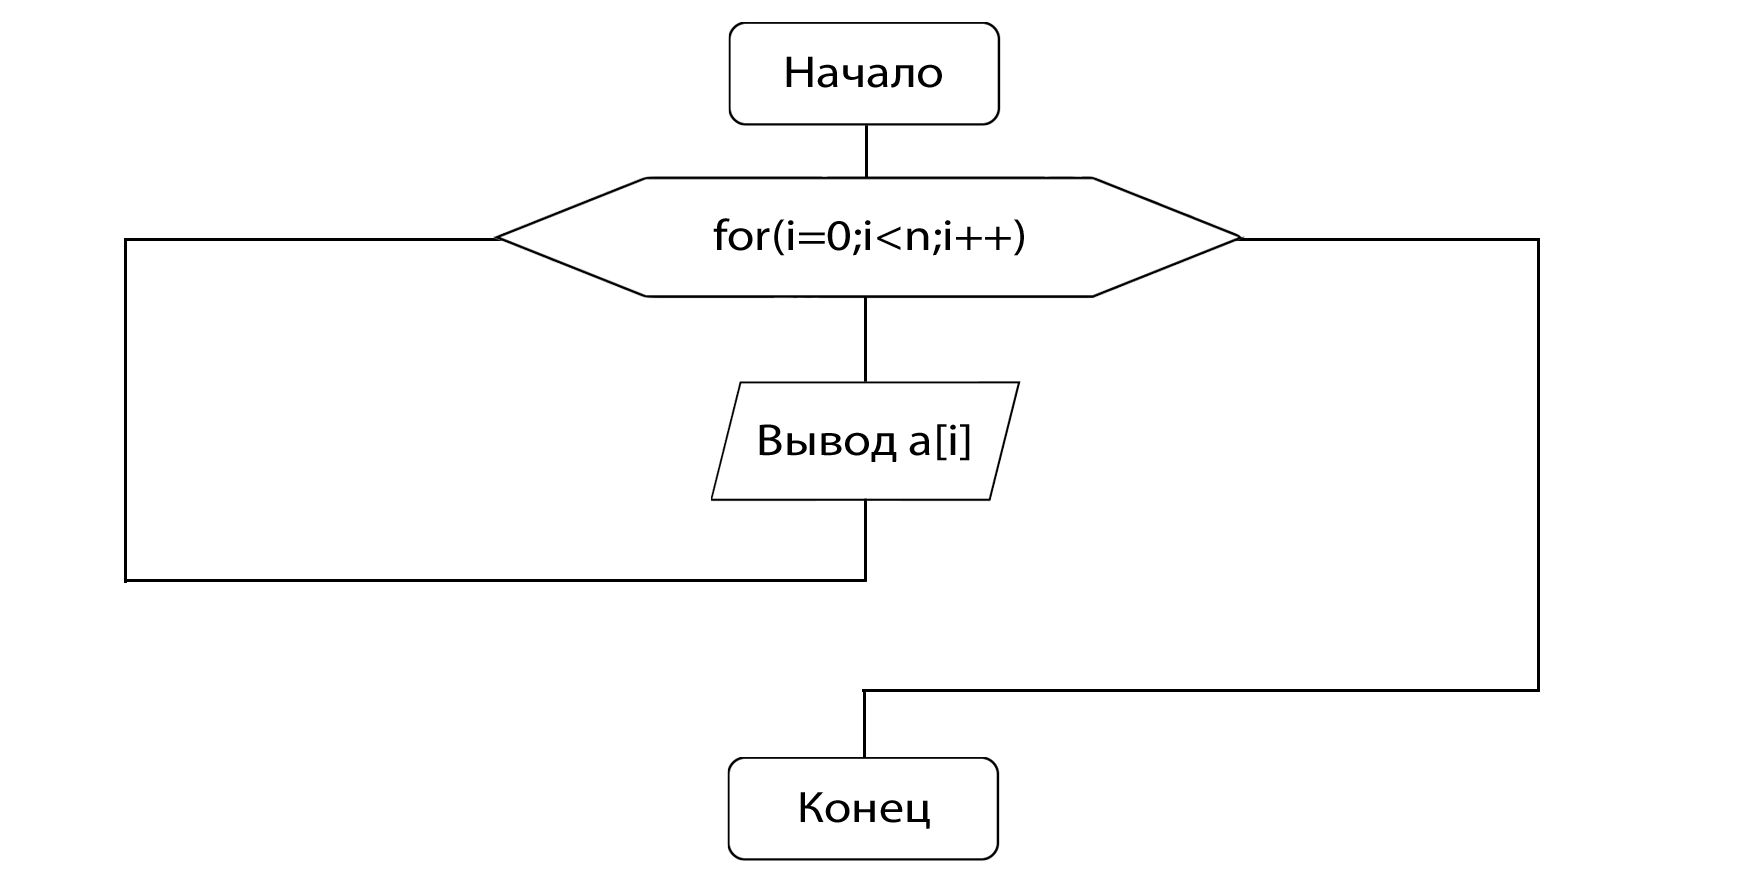 Начало
for(i=0;i<n;i++)
Вывод a[i]
Конец